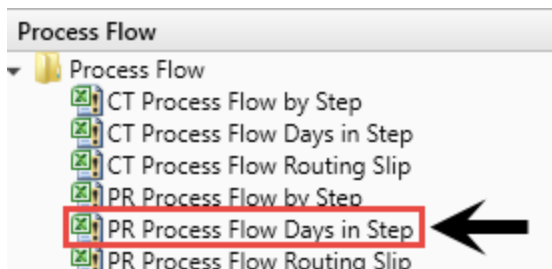 Process Flow
Process Flow
CT Process Flow by Step
CT Process Flow Days in Step
CT Process Flow Routing Slip
PR Process Flow by Step
PR Process Flow Days in Step
PR Process Flow Routing Slip